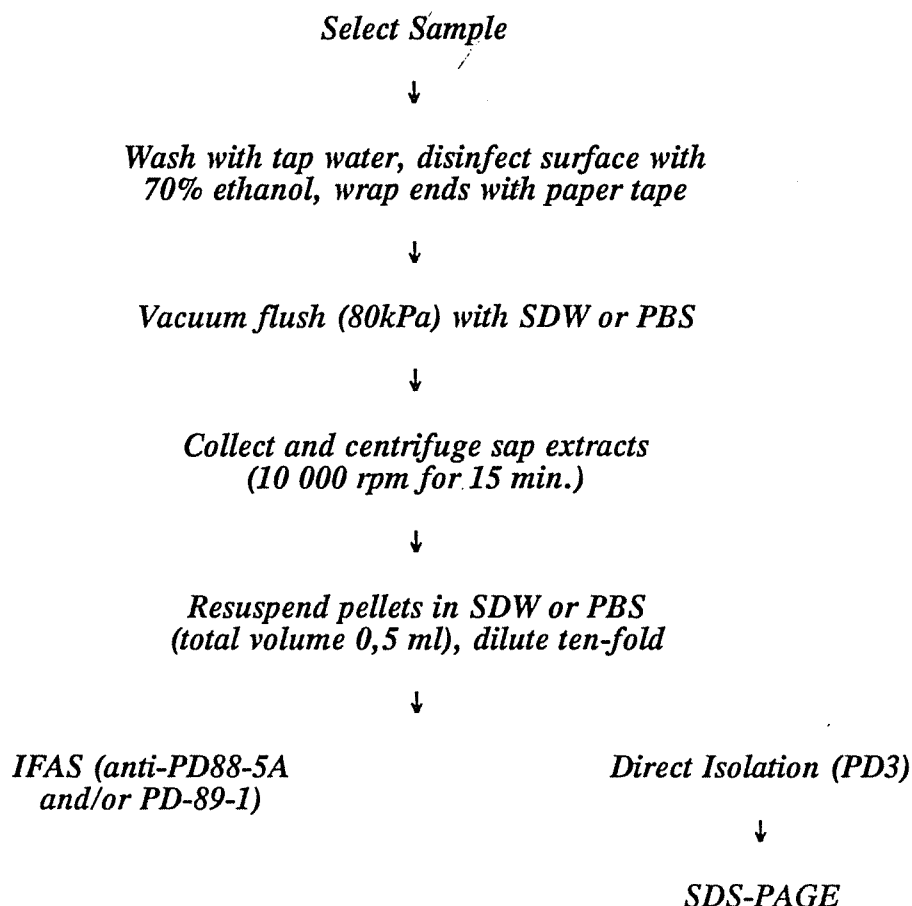 Select Sample
↓
Wash with tap water, disinfect surface with
70% ethanol, wrap ends with paper tape
↓
Vacuum flush (80kPa) with SDW or PBS
↓
Collect and centrifuge sap extracts
(10 000 rpm for 15 min.)
↓
Resuspend pellets in SDW or PBS
(total volume 0,5 ml), dilute ten-fold
↓
IFAS (anti-PD88-5A
and/or PD-89-1)
Direct Isolation (PD3)
↓
SDS-PAGE